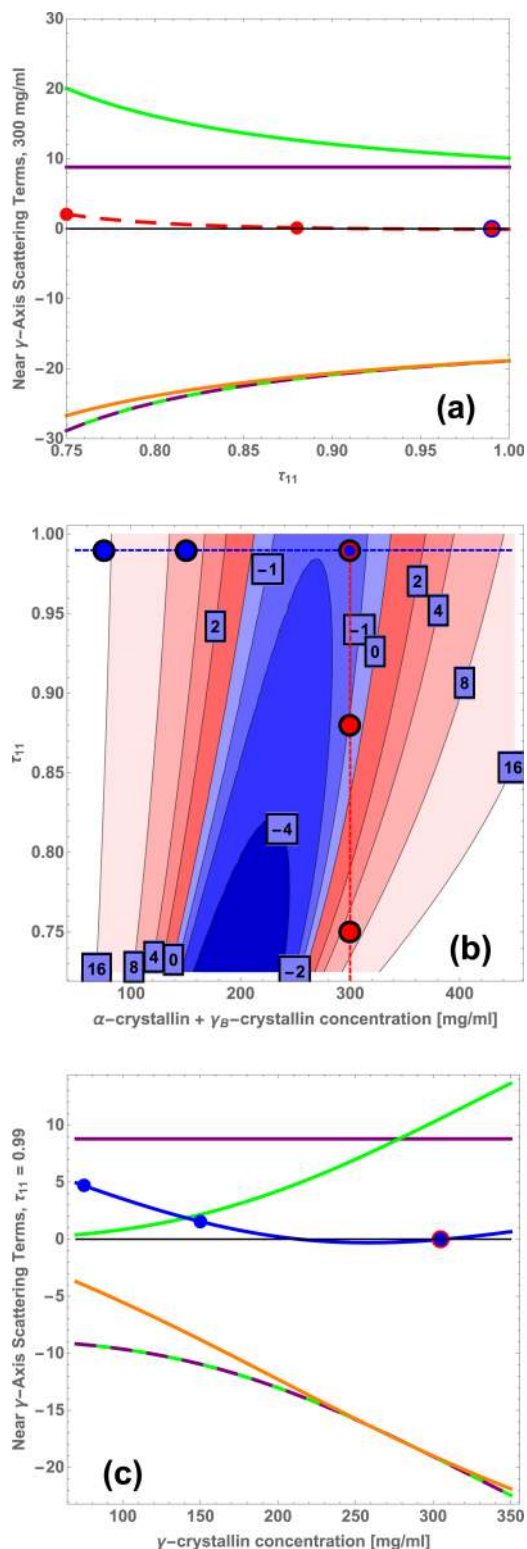 30
20
10
0
−10
−20
−30
Near γ−Axis Scattering Terms, 300 mg/ml
(a)
0.75 0.80 0.85 0.90 0.95 1.00
τ11
1.00
0.95
0.90
0.85
0.80
0.75
τ11
−1
2
2
4
−1
0
8
16
−4
(b)
16 8 4 0 −2
100 200 300 400
α−crystallin + γB−crystallin concentration [mg/ml]
10
5
0
−5
−10
−15
−20
Near γ−Axis Scattering Terms, τ11 = 0.99
(c)
100 150 200 250 300 350
γ−crystallin concentration [mg/ml]